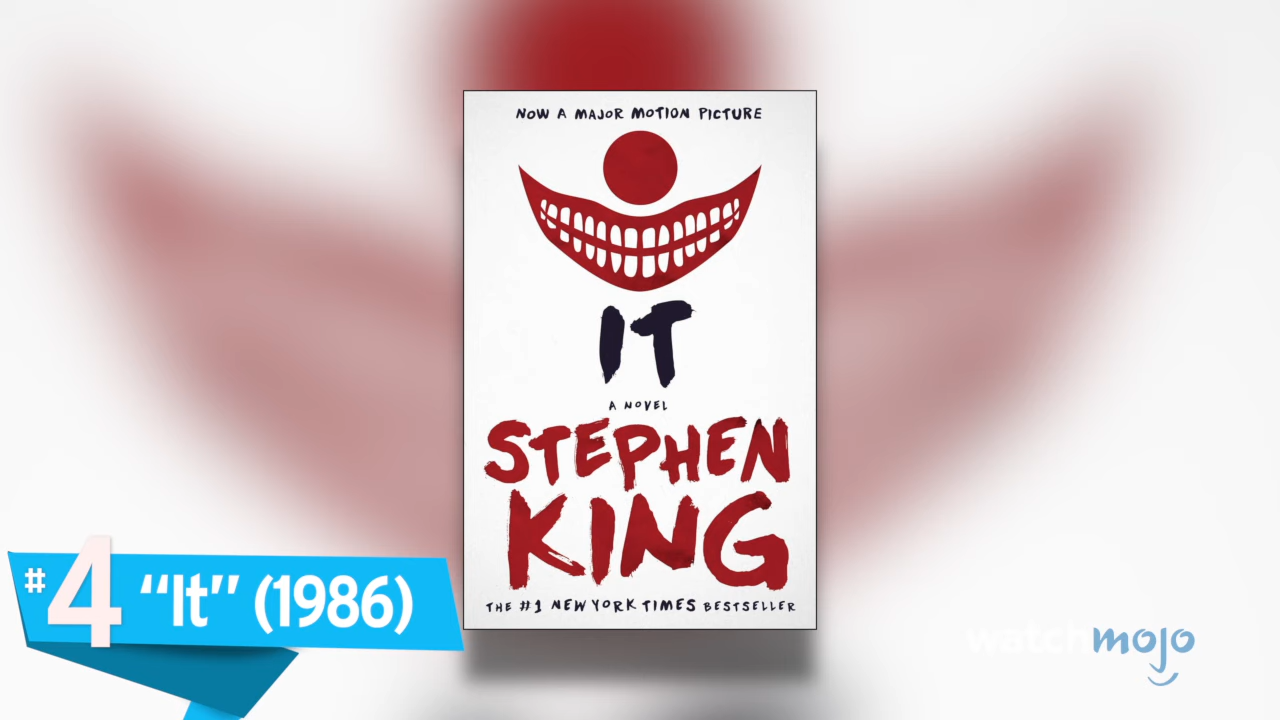 NOW A MAJOR MOTION PICTURE
IT
A NOVEL
STEPHEN
KING
THE #1 NEW YORK TIMES BESTSELLER
#4 “It” (1986)
watchmojo